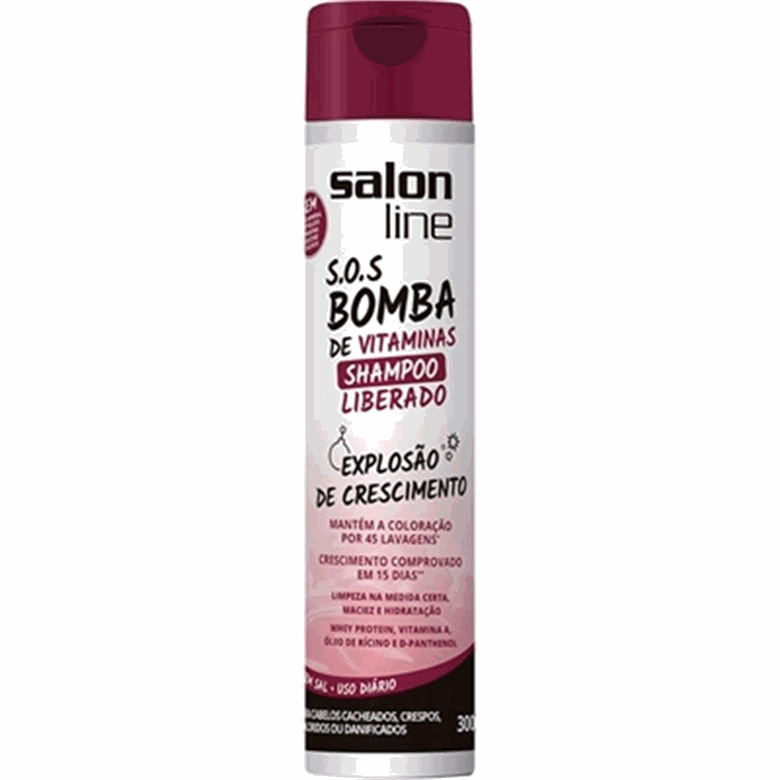 salon
line
S.O.S
BOMBA
DE VITAMINAS
SHAMPOO
LIBERADO
EXPLOSÃO
DE CRESCIMENTO
MANTÉM A COLORAÇÃO
POR 45 LAVAGENS*
CRESCIMENTO COMPROVADO
EM 15 DIAS**
LIMPEZA NA MEDIDA CERTA,
MACIEZ E HIDRATAÇÃO
WHEY PROTEIN, VITAMINA A,
ÓLEO DE RÍCINO E D-PANTHENOL
SAL • USO DIÁRIO
CABELOS CACHEADOS, CRESPOS,
OU DANIFICADOS
300